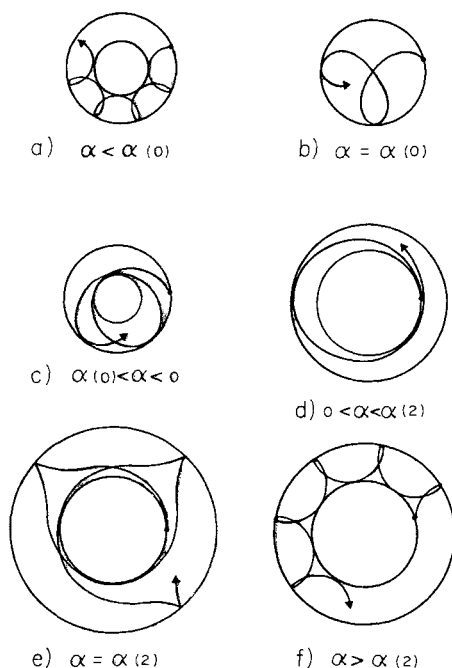 a) α < α (0)
b) α = α (0)
c) α (0) < α < 0
d) 0 < α < α (2)
e) α = α (2)
f) α > α (2)